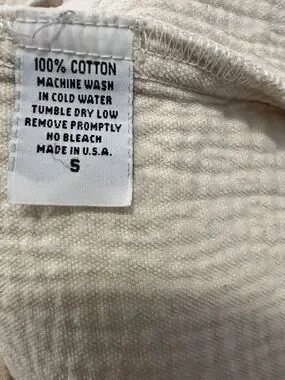 100% COTTON
MACHINE WASH
IN COLD WATER
TUMBLE DRY LOW
REMOVE PROMPTLY
NO BLEACH
MADE IN U.S.A.
S